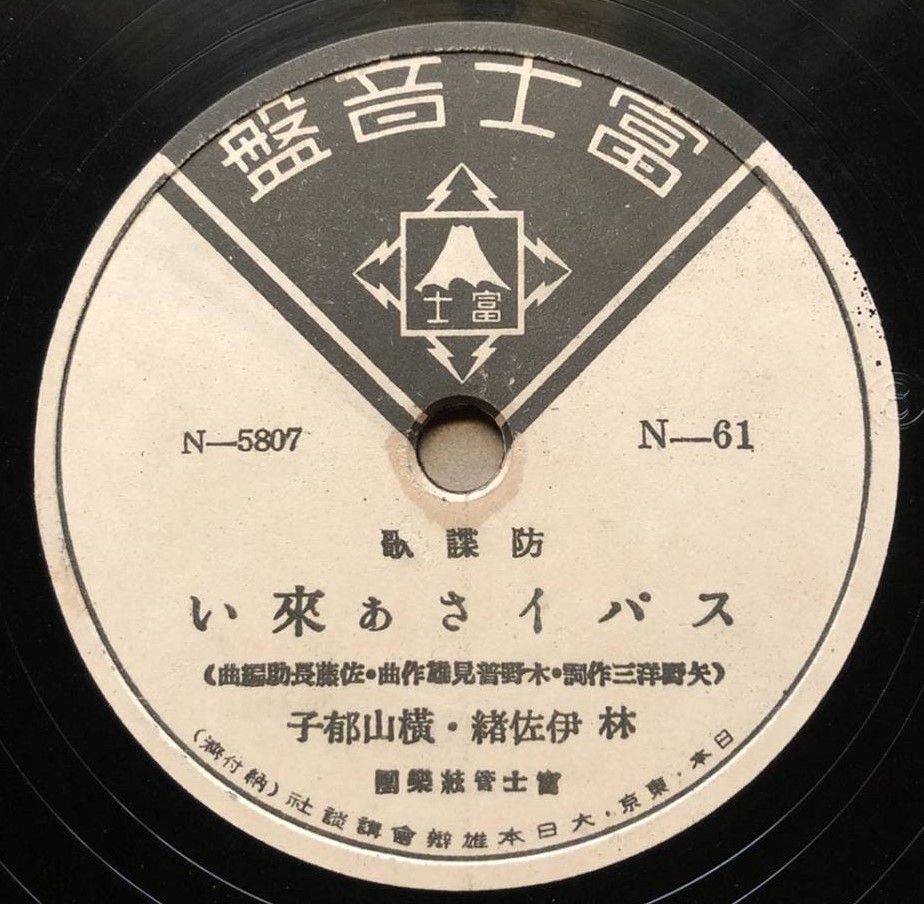 富士音盤
富士
N—5807
N—61
防諜歌
スパイさあ來い
(矢野洋三作詞•木野普見雄作曲•佐藤長助編曲)
林 伊佐緒・横山郁子
富士管絃樂團
日本.東京.大日本雄辯會講談社(納付濟)